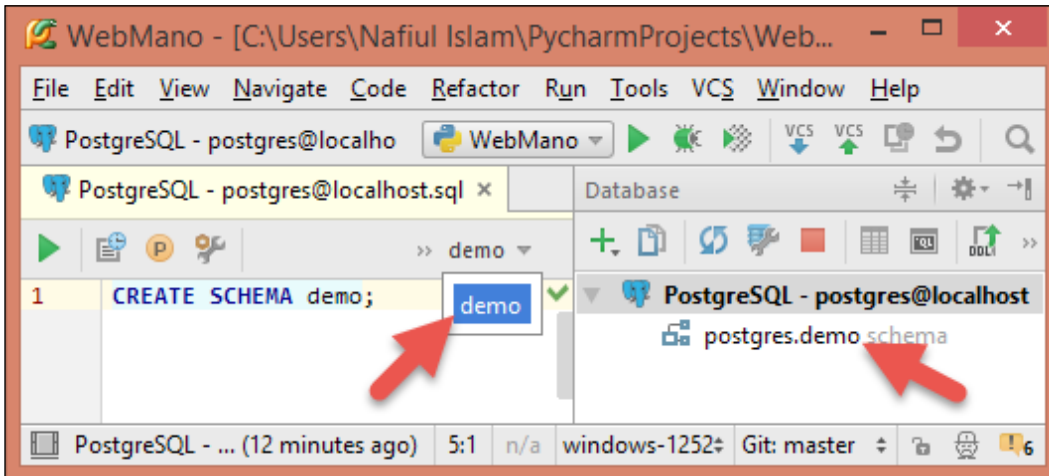 WebMano - [C:\Users\Nafiul Islam\PycharmProjects\Web...
File Edit View Navigate Code Refactor Run Tools VCS Window Help
PostgreSQL - postgres@localho WebMano VCS VCS
PostgreSQL - postgres@localhost.sql × Database
P » demo SQL DDL »
1 CREATE SCHEMA demo;
demo
PostgreSQL - postgres@localhost
postgres.demo schema
PostgreSQL - ... (12 minutes ago) 5:1 n/a windows-1252 Git: master 6